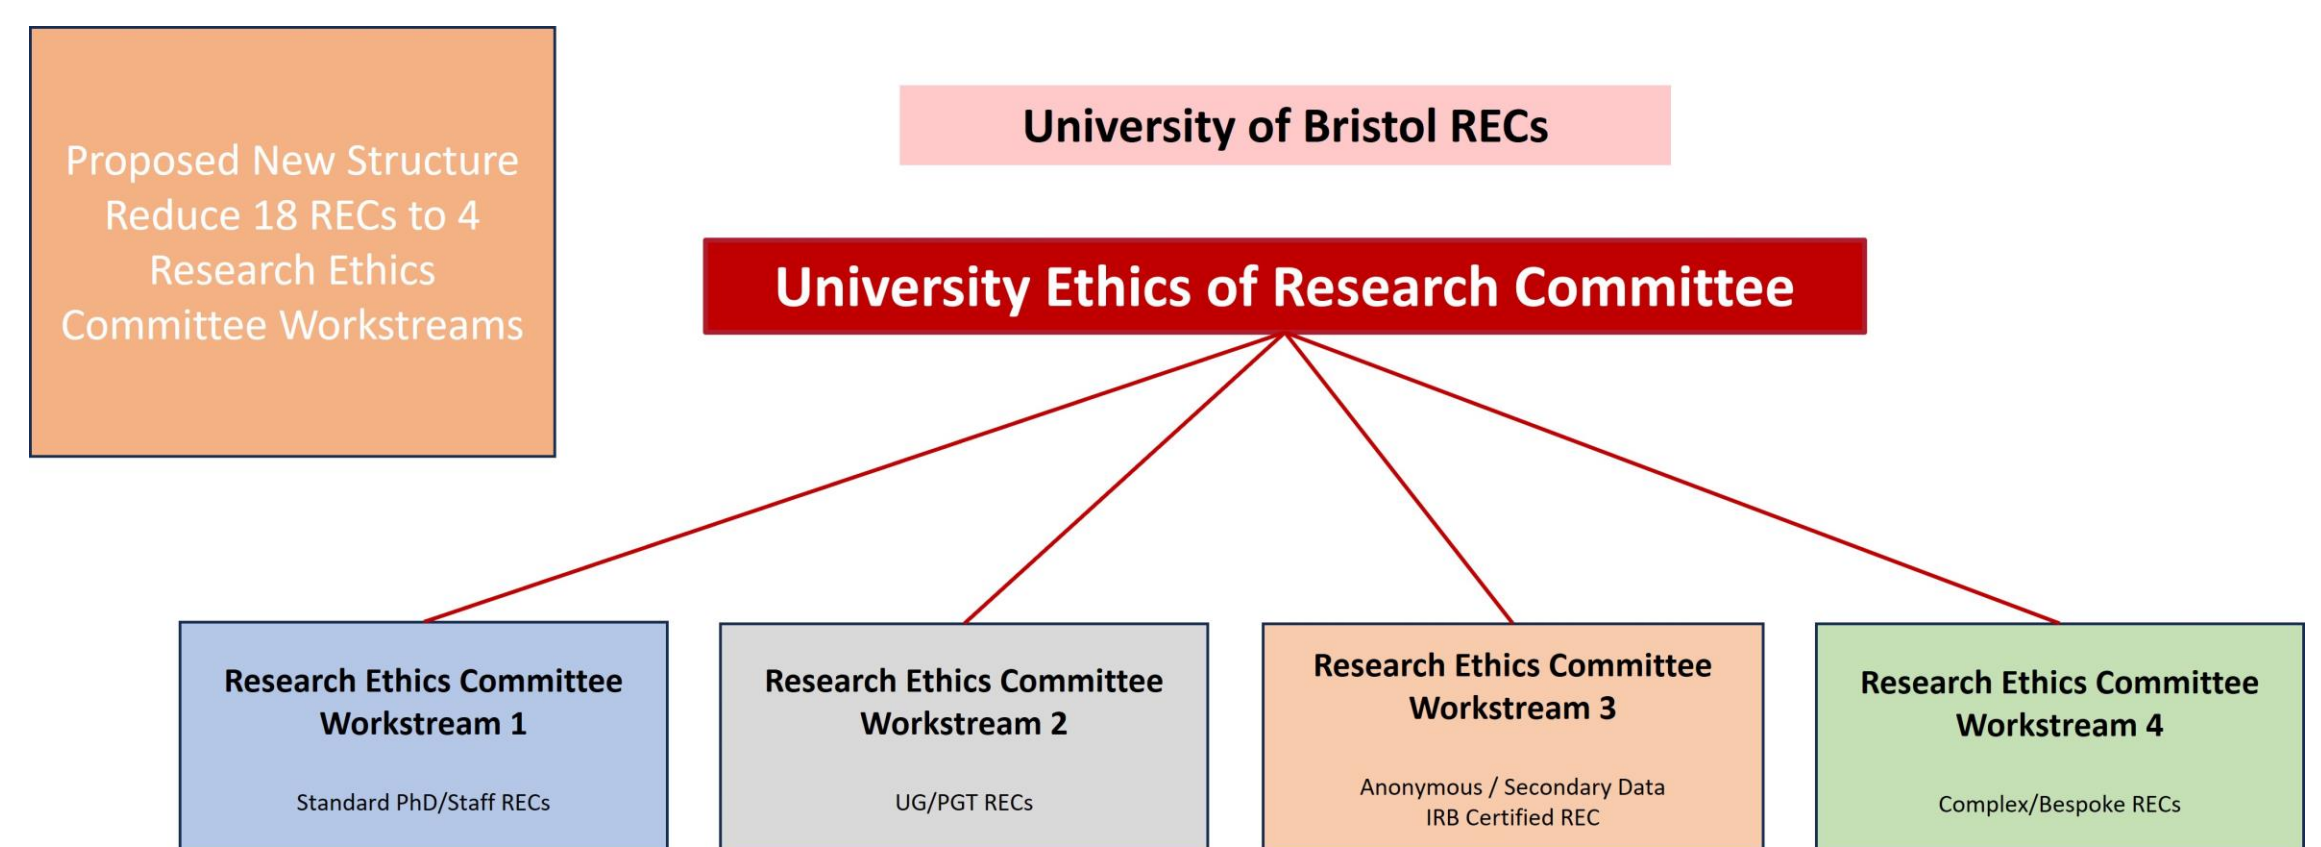 Proposed New Structure
Reduce 18 RECs to 4
Research Ethics
Committee Workstreams
University of Bristol RECs
University Ethics of Research Committee
Research Ethics Committee
Workstream 1
Standard PhD/Staff RECs
Research Ethics Committee
Workstream 2
UG/PGT RECs
Research Ethics Committee
Workstream 3
Anonymous / Secondary Data
IRB Certified REC
Research Ethics Committee
Workstream 4
Complex/Bespoke RECs